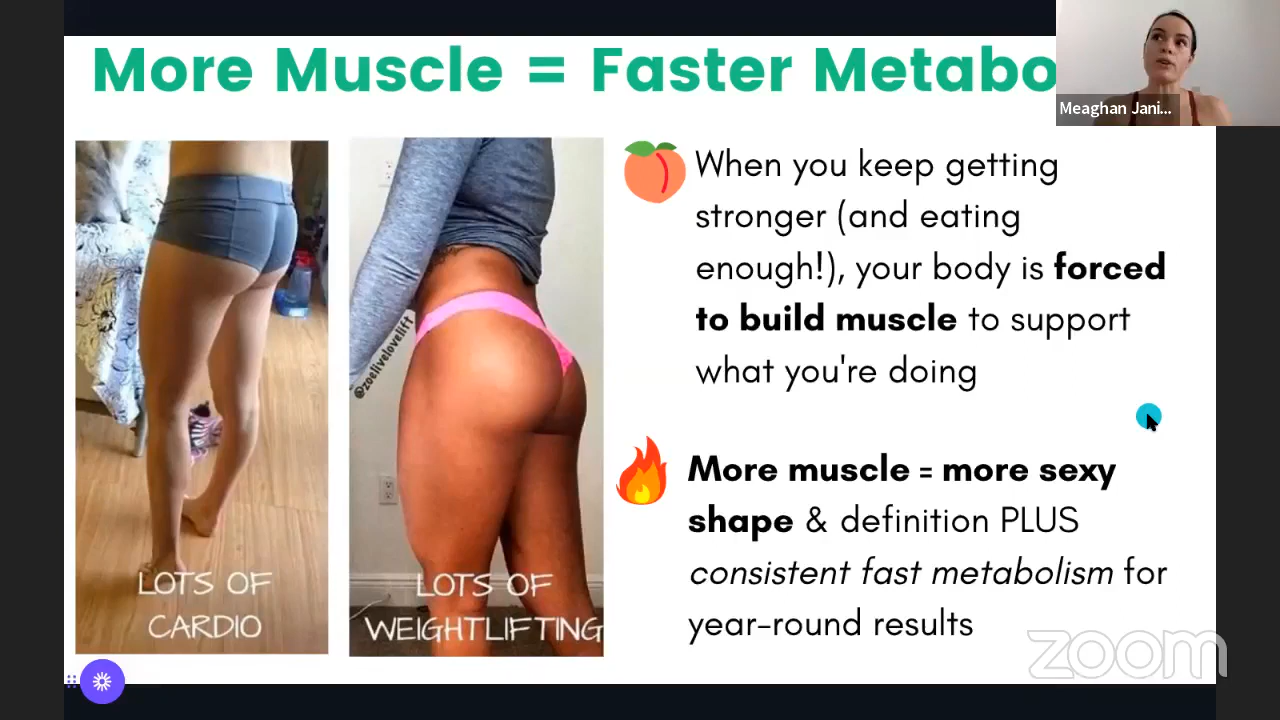 More Muscle = Faster Metabo
Meaghan Jani...
When you keep getting
stronger (and eating
enough!), your body is forced
to build muscle to support
what you're doing
@zoelivelovelift
More muscle = more sexy
shape & definition PLUS
consistent fast metabolism for
year-round results
LOTS OF
CARDIO
LOTS OF
WEIGHTLIFTING
zoom